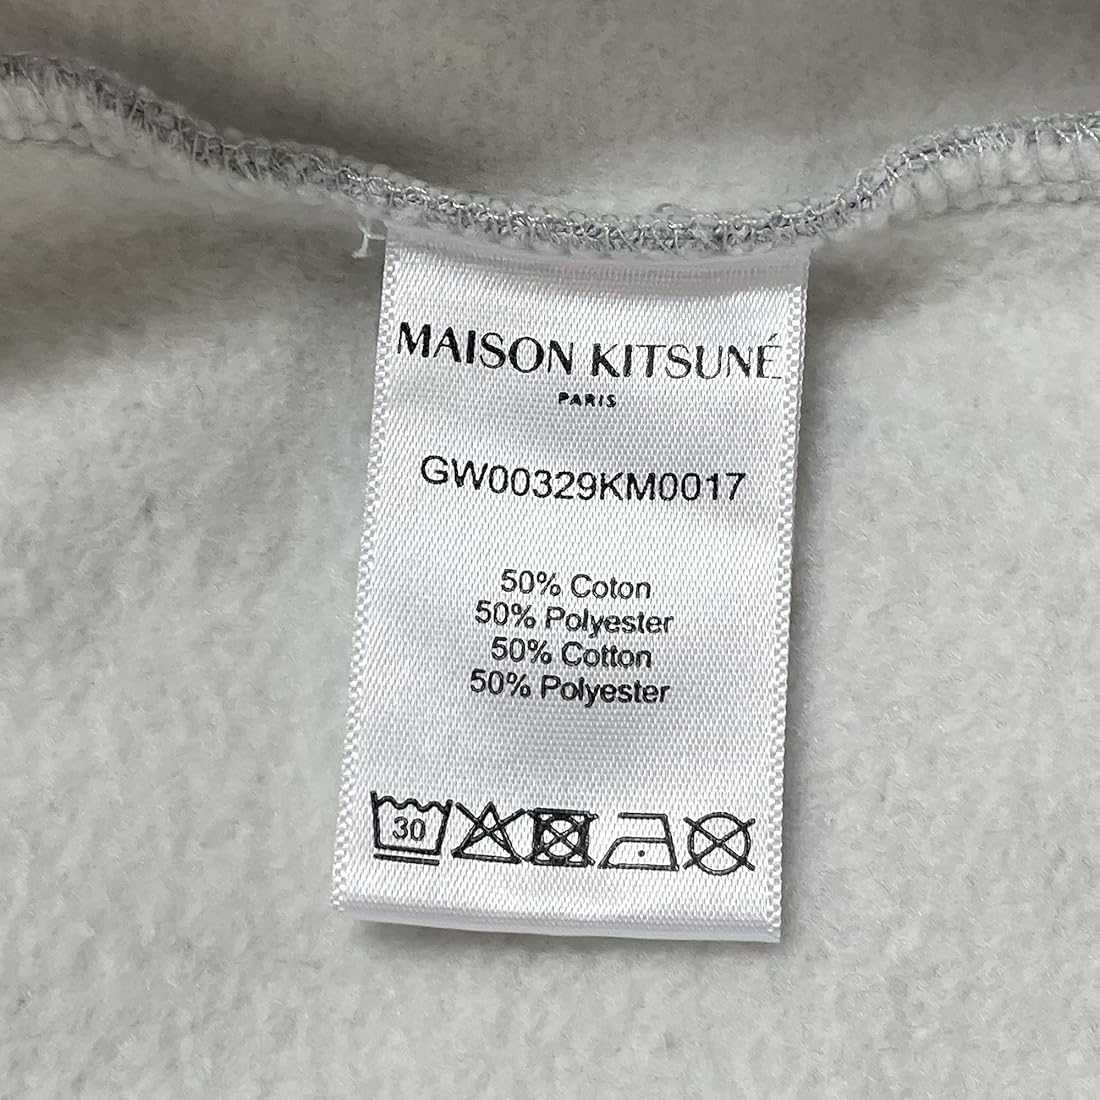 MAISON KITSUNÉ
PARIS
GW00329KM0017
50% Coton
50% Polyester
50% Cotton
50% Polyester
30